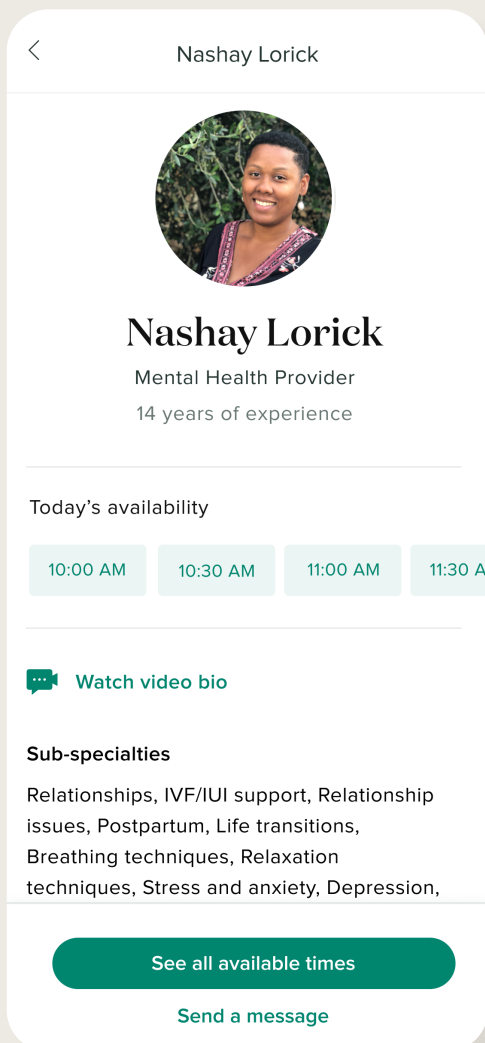 Nashay Lorick
Nashay Lorick
Mental Health Provider
14 years of experience
Today’s availability
10:00 AM 10:30 AM 11:00 AM 11:30 A
Watch video bio
Sub-specialties
Relationships, IVF/IUI support, Relationship
issues, Postpartum, Life transitions,
Breathing techniques, Relaxation
techniques, Stress and anxiety, Depression,
See all available times
Send a message